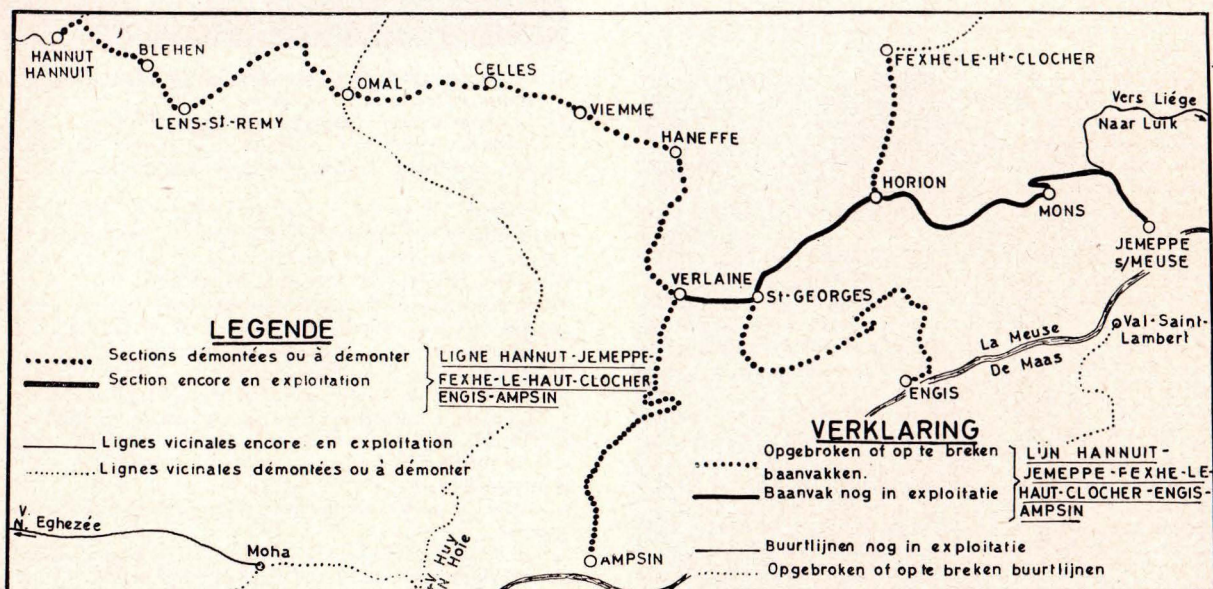 HANNUT
HANNUIT
BLEHEN
LENS-St-REMY
OMAL
CELLES
VIEMME
HANEFFE
FEXHE-LE-Ht-CLOCHER
Vers Liége
Naar Luik
HORION
MONS
JEMEPPE
s/MEUSE
VERLAINE
St-GEORGES
La Meuse
De Maas
Val-Saint-
Lambert
ENGIS
LEGENDE
Sections démontées ou à démonter
Section encore en exploitation
LIGNE HANNUT-JEMEPPE-
FEXHE-LE-HAUT-CLOCHER
ENGIS-AMPSIN
Lignes vicinales encore en exploitation
Lignes vicinales démontées ou à démonter
VERKLARING
Opgebroken of op te breken
baanvakken.
Baanvak nog in exploitatie
LIJN HANNUIT-
JEMEPPE-FEXHE-LE-
HAUT-CLOCHER-ENGIS-
AMPSIN
Buurtlijnen nog in exploitatie
Opgebroken of op te breken buurtlijnen
V.
N. Eghezée
Moha
V Huy
N Hoie
AMPSIN